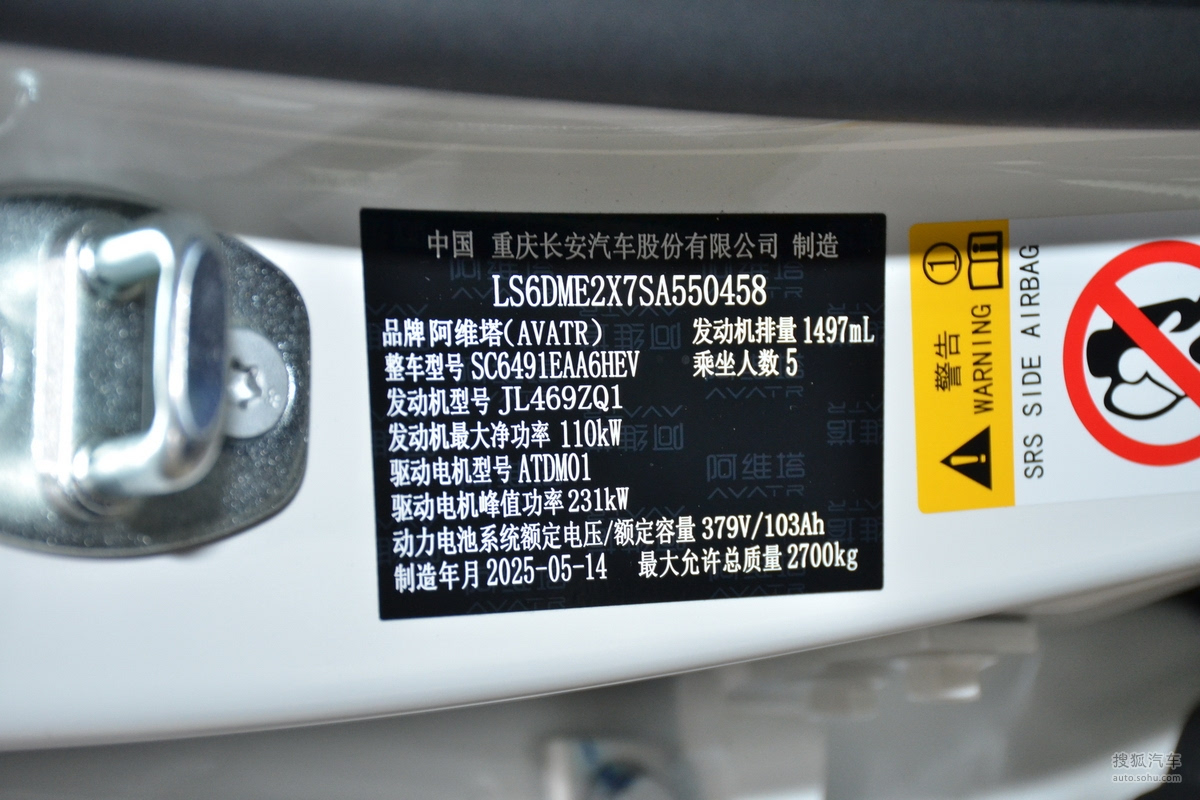 中国 重庆长安汽车股份有限公司 制造
LS6DME2X7SA550458
品牌 阿维塔(AVATR) 发动机排量 1497mL
整车型号 SC6491EAA6HEV 乘坐人数 5
发动机型号 JL469ZQ1
发动机最大净功率 110kW
驱动电机型号 ATDM01
驱动电机峰值功率 231kW
动力电池系统额定电压/额定容量 379V/103Ah
制造年月 2025-05-14 最大允许总质量 2700kg
阿维塔
AVATR
① 
警告
WARNING
SRS SIDE AIRBAG
搜狐汽车
auto.sohu.com